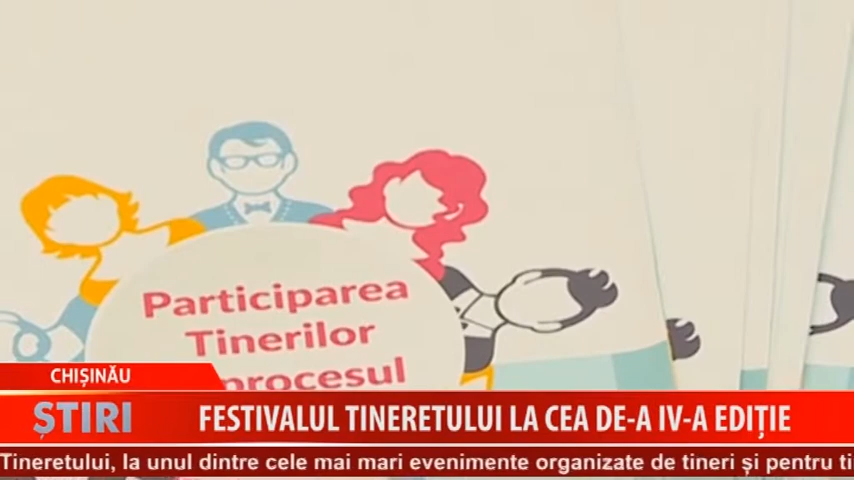 Participarea
Tinerilor
procesul
CHIȘINĂU
ȘTIRI
FESTIVALUL TINERETULUI LA CEA DE-A IV-A EDIȚIE
Tineretului, la unul dintre cele mai mari evenimente organizate de tineri și pentru ti